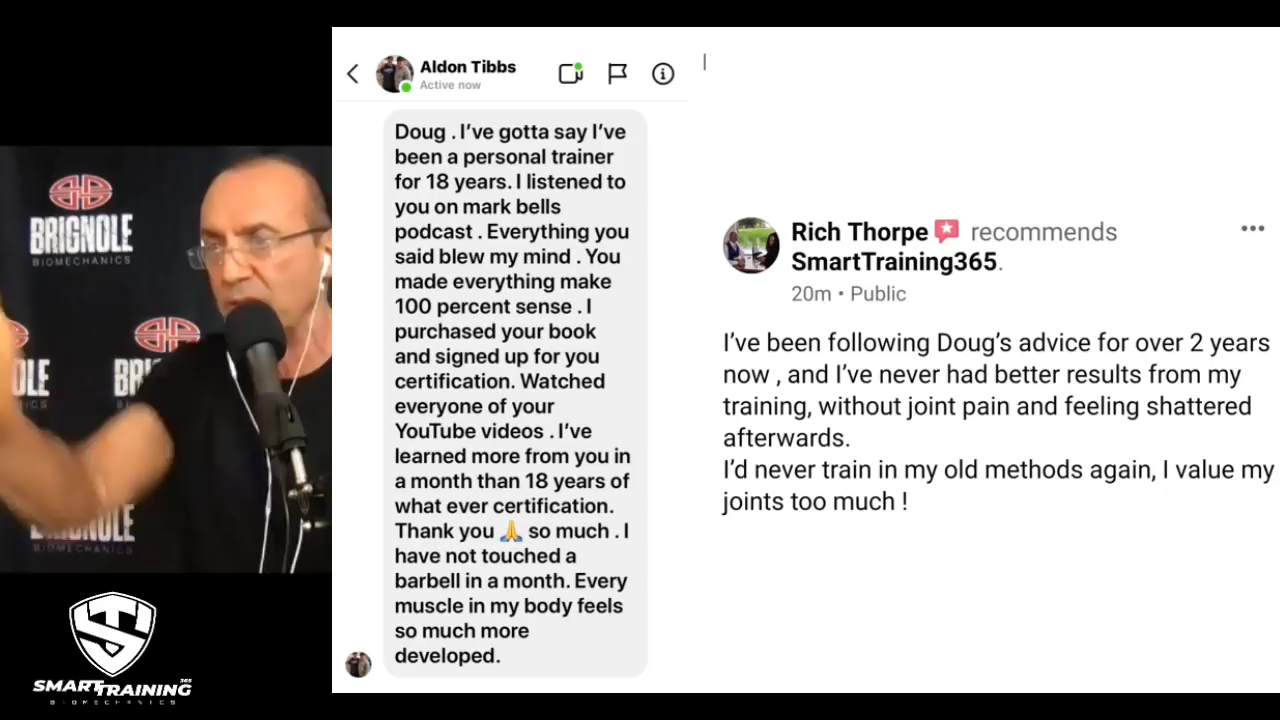 BRIGNOLE
BIOMECHANICS
OLE
BRI
BRIGNOLE
BIOMECHANICS
SMART TRAINING 365
BIOMECHANICS
Aldon Tibbs
Active now
Doug . I’ve gotta say I’ve
been a personal trainer
for 18 years. I listened to
you on mark bells
podcast . Everything you
said blew my mind . You
made everything make
100 percent sense . I
purchased your book
and signed up for you
certification. Watched
everyone of your
YouTube videos . I’ve
learned more from you in
a month than 18 years of
what ever certification.
Thank you 🙏 so much . I
have not touched a
barbell in a month. Every
muscle in my body feels
so much more
developed.
Rich Thorpe recommends
SmartTraining365.
20m • Public
I’ve been following Doug’s advice for over 2 years
now , and I’ve never had better results from my
training, without joint pain and feeling shattered
afterwards.
I’d never train in my old methods again, I value my
joints too much !